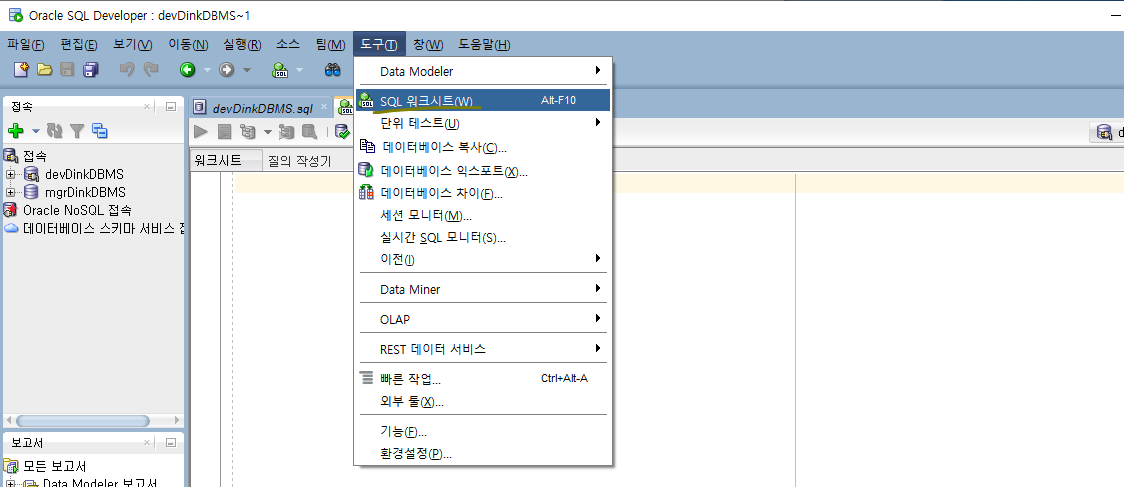 Oracle SQL Developer : devDinkDBMS~1
파일(F) 편집(E) 보기(V) 이동(N) 실행(R) 소스 팀(M) 도구(T) 창(W) 도움말(H)
Data Modeler
SQL 워크시트(W) Alt-F10
단위 테스트(U)
데이터베이스 복사(C)...
데이터베이스 익스포트(X)...
데이터베이스 차이(F)...
세션 모니터(M)...
실시간 SQL 모니터(S)...
이전(I)
Data Miner
OLAP
REST 데이터 서비스
빠른 작업... Ctrl+Alt-A
외부 툴(X)...
기능(F)...
환경설정(P)...
접속
접속
devDinkDBMS
mgrDinkDBMS
Oracle NoSQL 접속
데이터베이스 스키마 서비스
보고서
모든 보고서
Data Modeler 보고서
devDinkDBMS.sql
SQL
워크시트 질의 작성기
d